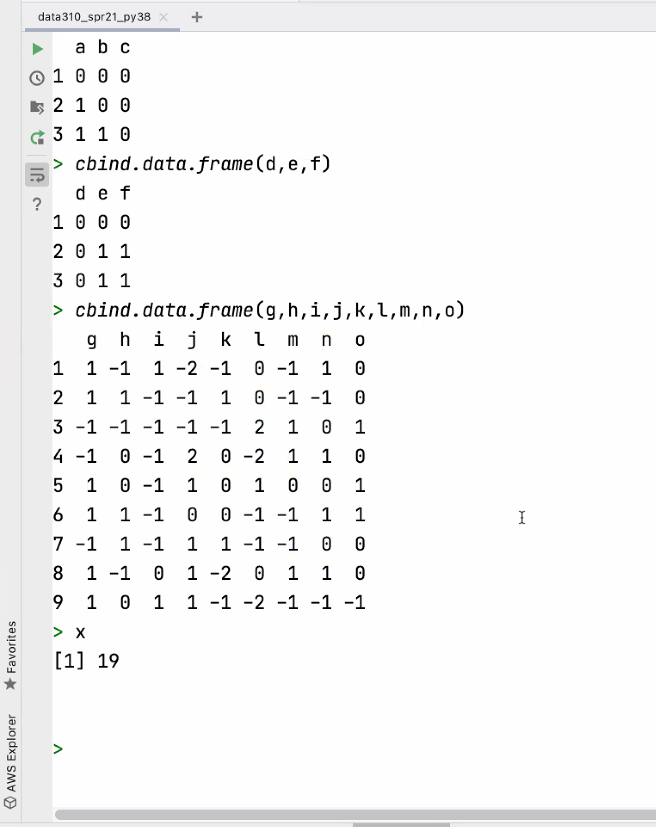 data310_spr21_py38 × +
a b c
1 0 0 0
2 1 0 0
3 1 1 0
> cbind.data.frame(d,e,f)
d e f
1 0 0 0
2 0 1 1
3 0 1 1
> cbind.data.frame(g,h,i,j,k,l,m,n,o)
g h i j k l m n o
1 1 -1 1 -2 -1 0 -1 1 0
2 1 1 -1 -1 1 0 -1 -1 0
3 -1 -1 -1 -1 -1 2 1 0 1
4 -1 0 -1 2 0 -2 1 1 0
5 1 0 -1 1 0 1 0 0 1
6 1 1 -1 0 0 -1 -1 1 1
7 -1 1 -1 1 1 -1 -1 0 0
8 1 -1 0 1 -2 0 1 1 0
9 1 0 1 1 -1 -2 -1 -1 -1
> x
[1] 19
>
?
Favorites
AWS Explorer